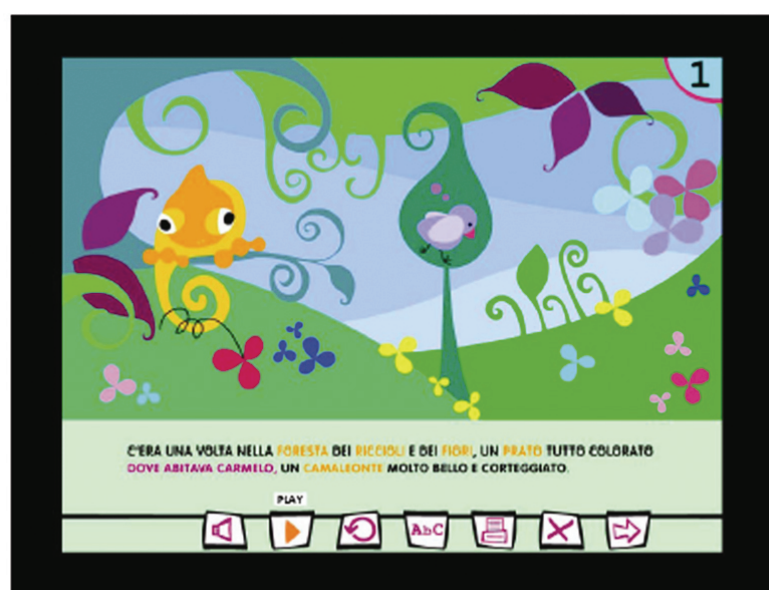 1
C'ERA UNA VOLTA NELLA FORESTA DEI RICCIOLI E DEI FIORI, UN PRATO TUTTO COLORATO
DOVE ABITAVA CARMELO, UN CAMALEONTE MOLTO BELLO E CORTEGGIATO.
PLAY
AbC